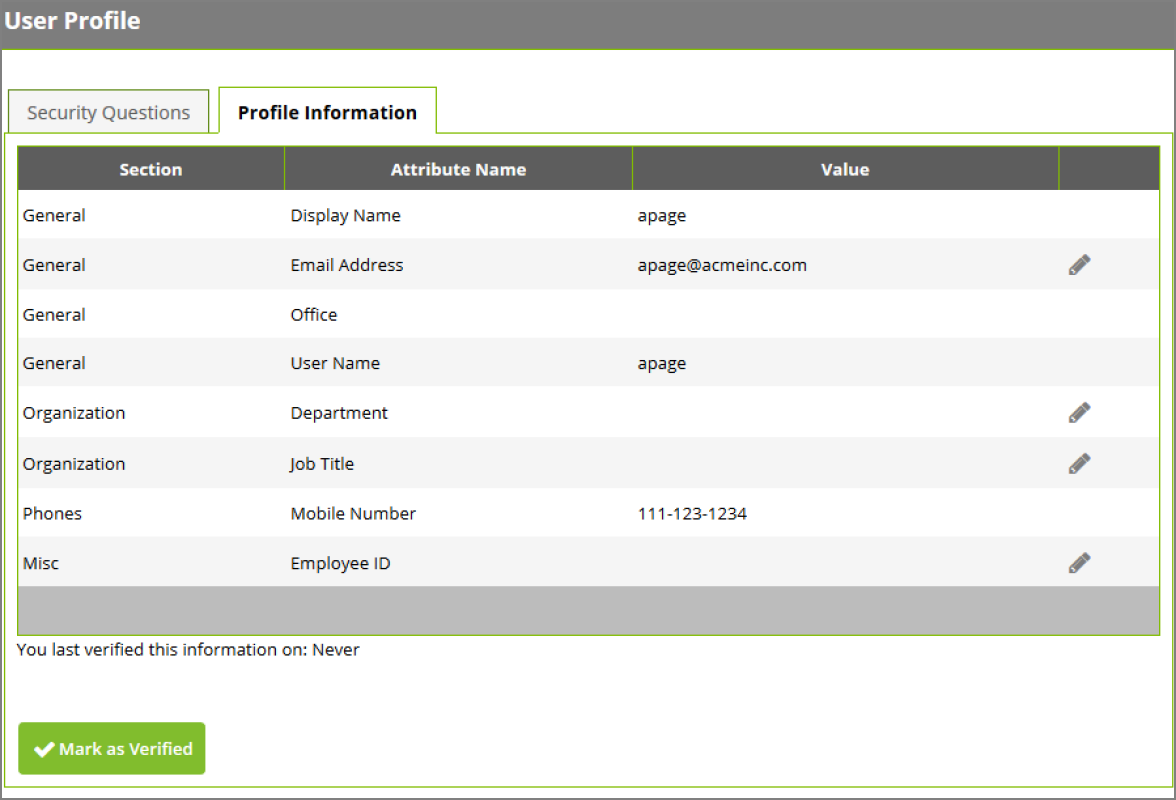 User Profile
Security Questions Profile Information
Section Attribute Name Value
General Display Name apage
General Email Address apage@acmeinc.com
General Office
General User Name apage
Organization Department
Organization Job Title
Phones Mobile Number 111-123-1234
Misc Employee ID
You last verified this information on: Never
Mark as Verified